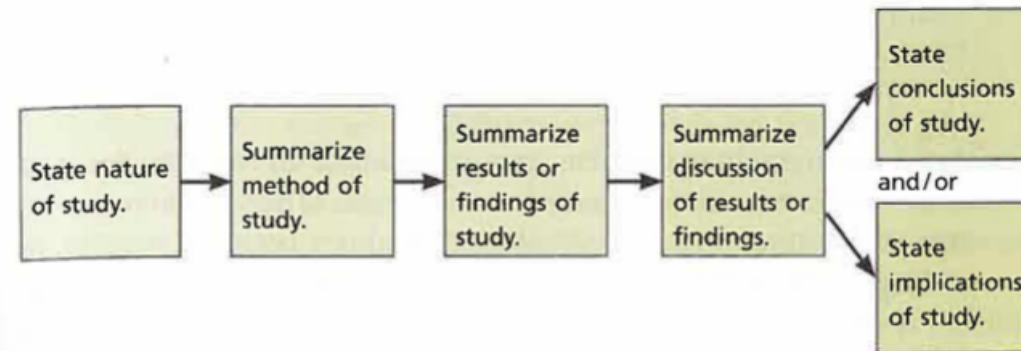 State nature
of study.
Summarize
method of
study.
Summarize
results or
findings of
study.
Summarize
discussion
of results or
findings.
State
conclusions
of study.
and/or
State
implications
of study.